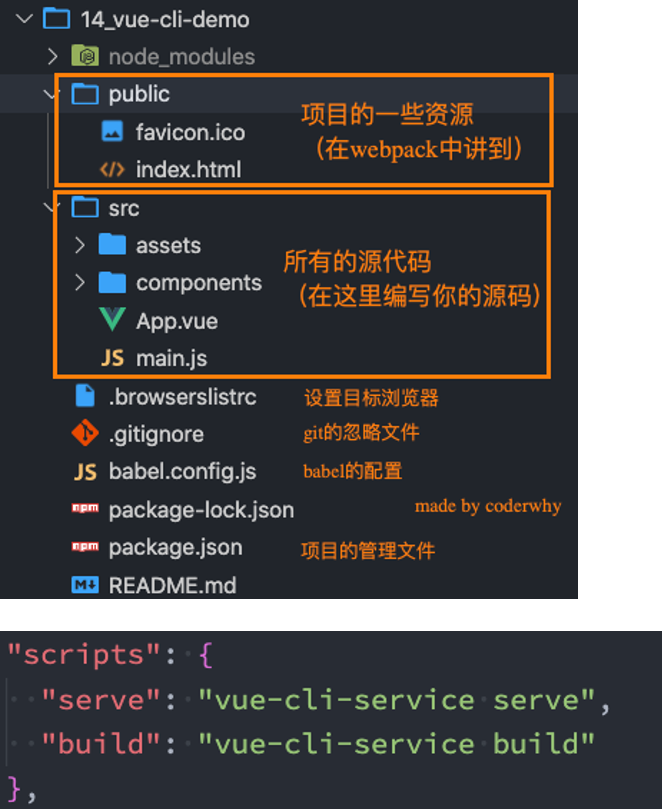 14_vue-cli-demo
node_modules
public
项目的一些资源
favicon.ico
（在webpack中讲到）
index.html
src
assets
所有的源代码
components
（在这里编写你的源码）
App.vue
JS main.js
.browserslistrc 设置目标浏览器
.gitignore git的忽略文件
JS babel.config.js babel的配置
npm package-lock.json made by coderwhy
npm package.json 项目的管理文件
M↓ README.md
"scripts": {
"serve": "vue-cli-service serve",
"build": "vue-cli-service build"
},